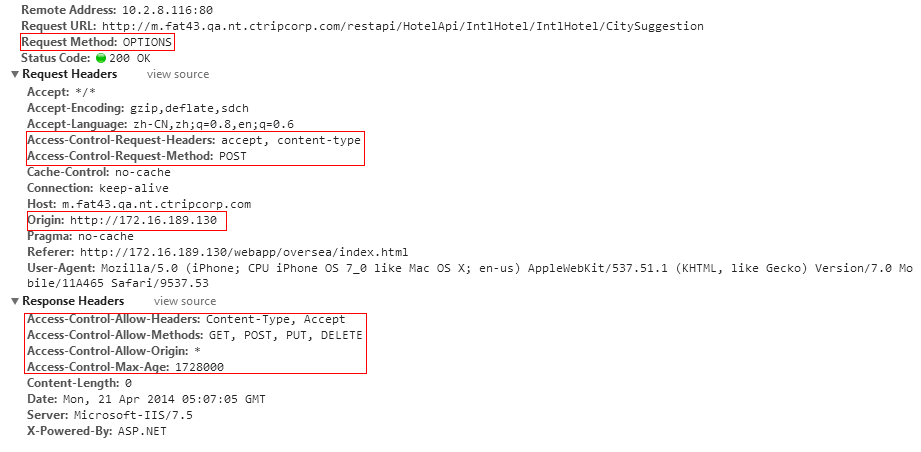 Remote Address: 10.2.8.116:80
Request URL: http://m.fat43.qa.nt.ctripcorp.com/restapi/HotelApi/IntlHotel/IntlHotel/CitySuggestion
Request Method: OPTIONS
Status Code: 200 OK
Request Headers view source
Accept: */*
Accept-Encoding: gzip,deflate,sdch
Accept-Language: zh-CN,zh;q=0.8,en;q=0.6
Access-Control-Request-Headers: accept, content-type
Access-Control-Request-Method: POST
Cache-Control: no-cache
Connection: keep-alive
Host: m.fat43.qa.nt.ctripcorp.com
Origin: http://172.16.189.130
Pragma: no-cache
Referer: http://172.16.189.130/webapp/oversea/index.html
User-Agent: Mozilla/5.0 (iPhone; CPU iPhone OS 7_0 like Mac OS X; en-us) AppleWebKit/537.51.1 (KHTML, like Gecko) Version/7.0 Mo
bile/11A465 Safari/9537.53
Response Headers view source
Access-Control-Allow-Headers: Content-Type, Accept
Access-Control-Allow-Methods: GET, POST, PUT, DELETE
Access-Control-Allow-Origin: *
Access-Control-Max-Age: 1728000
Content-Length: 0
Date: Mon, 21 Apr 2014 05:07:05 GMT
Server: Microsoft-IIS/7.5
X-Powered-By: ASP.NET